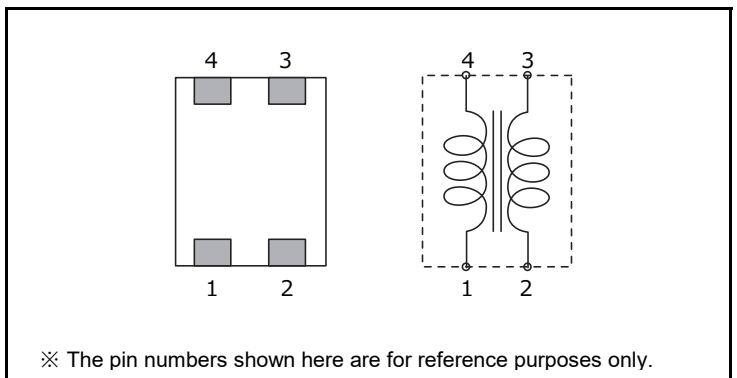 4 3 4 3
1 2 1 2
※ The pin numbers shown here are for reference purposes only.